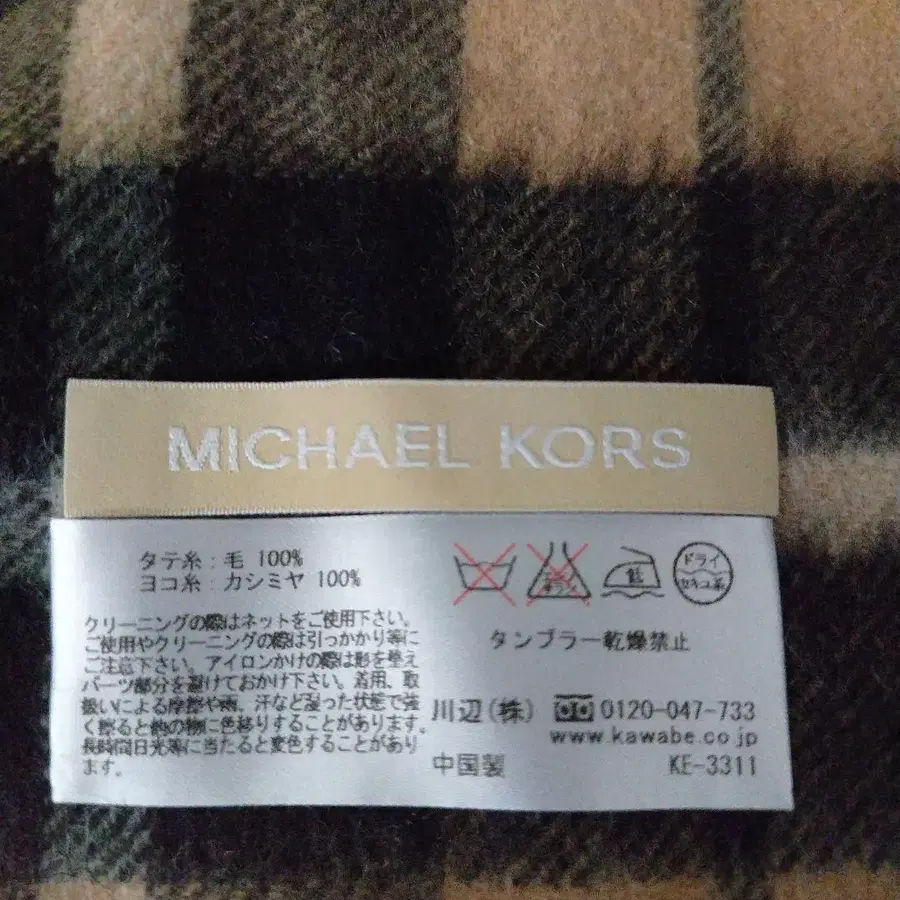 MICHAEL KORS
タテ糸：毛 100%
ヨコ糸：カシミヤ 100%
クリーニングの際はネットをご使用下さい。
ご使用やクリーニングの際は引っかかり等に
ご注意下さい。アイロンかけの際は形を整え
パーツ部分を避けておかけ下さい。着用、取
扱いによる摩擦や雨、汗など湿った状態で強
く擦ると他の物に色移りすることがあります。
長時間日光等に当たると変色することがあり
ます。
ドライ
セキユ系
タンブラー乾燥禁止
川辺(株) 0120-047-733
www.kawabe.co.jp
中国製 KE-3311